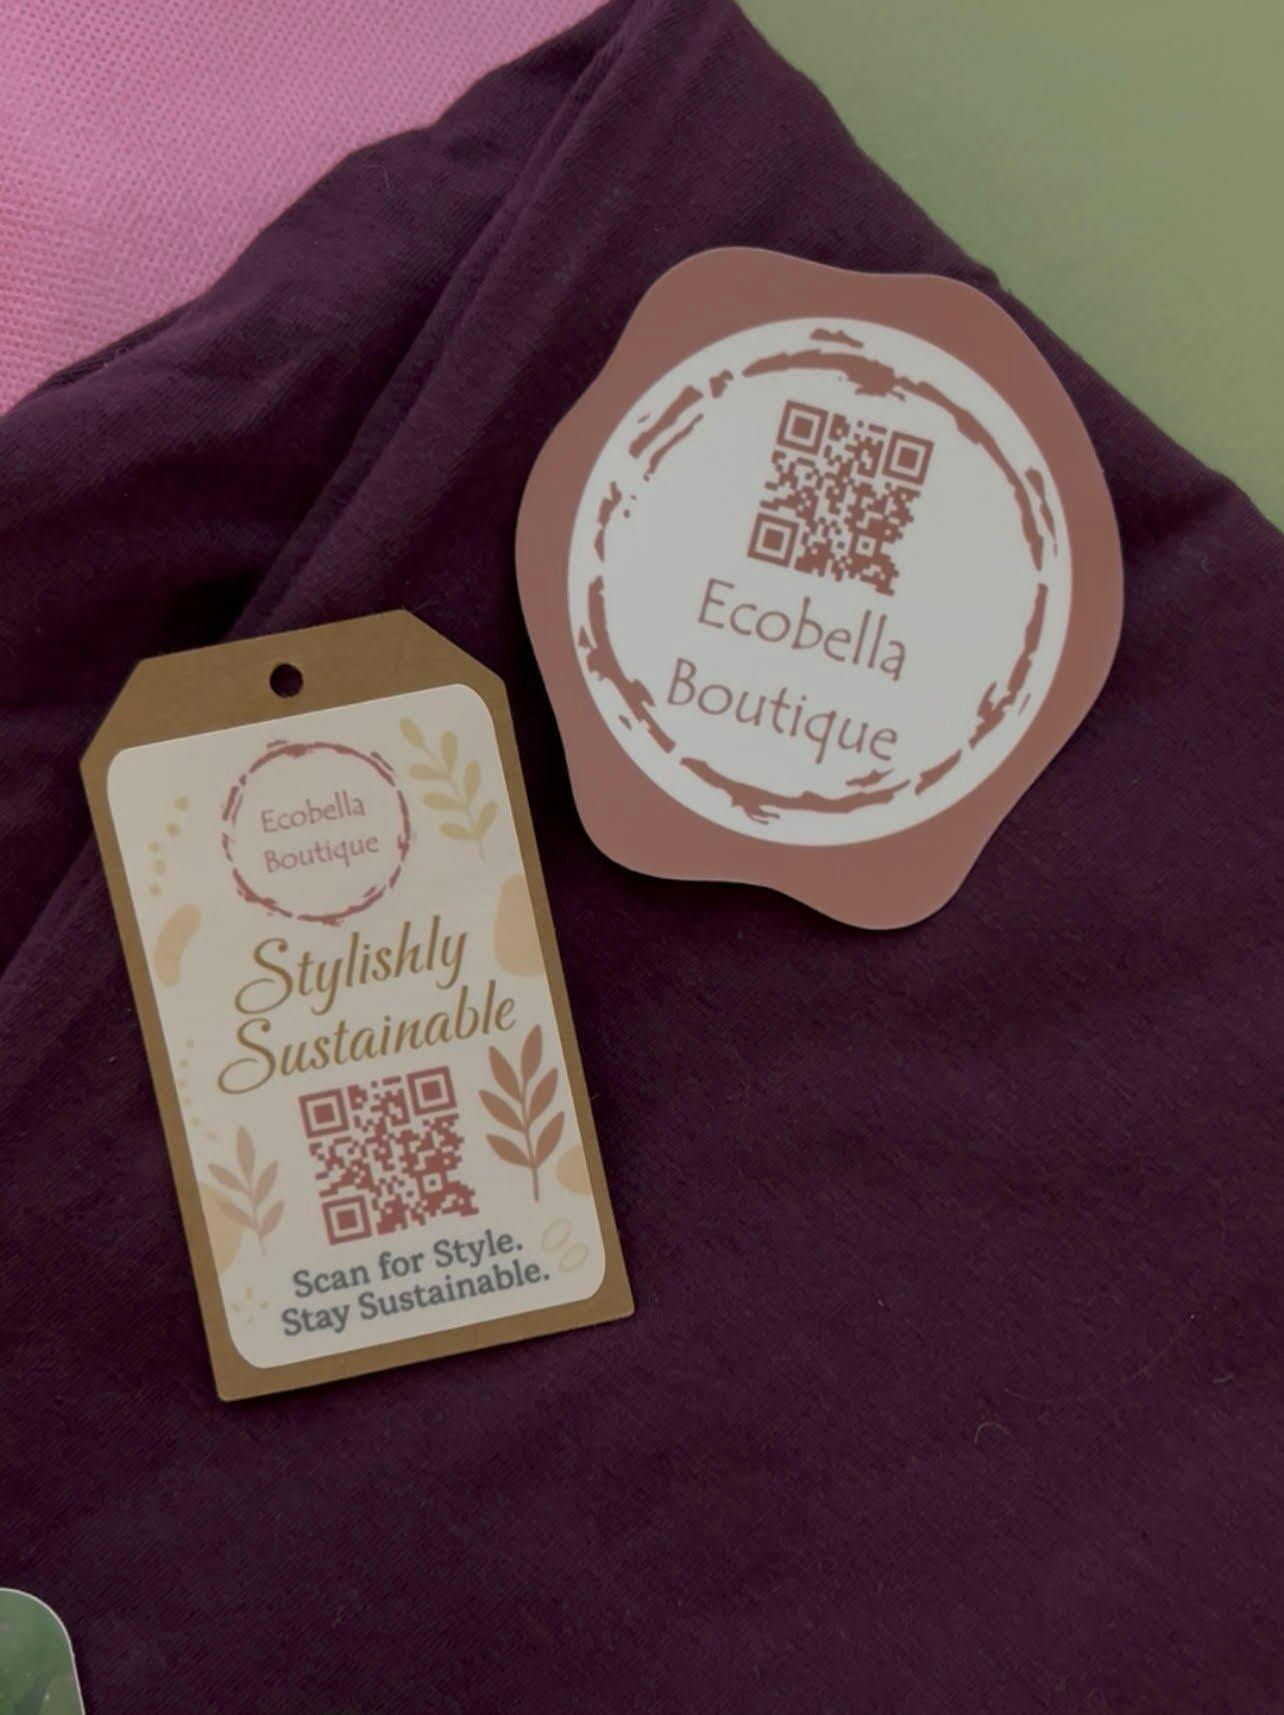 Ecobella
Boutique
Ecobella
Boutique
Stylishly
Sustainable
Scan for Style.
Stay Sustainable.